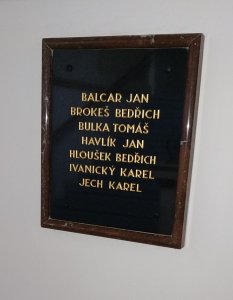 BALCAR JAN
BROKEŠ BEDŘICH
BULKA TOMÁŠ
HAVLÍK JAN
HLOUŠEK BEDŘICH
IVANICKÝ KAREL
JECH KAREL